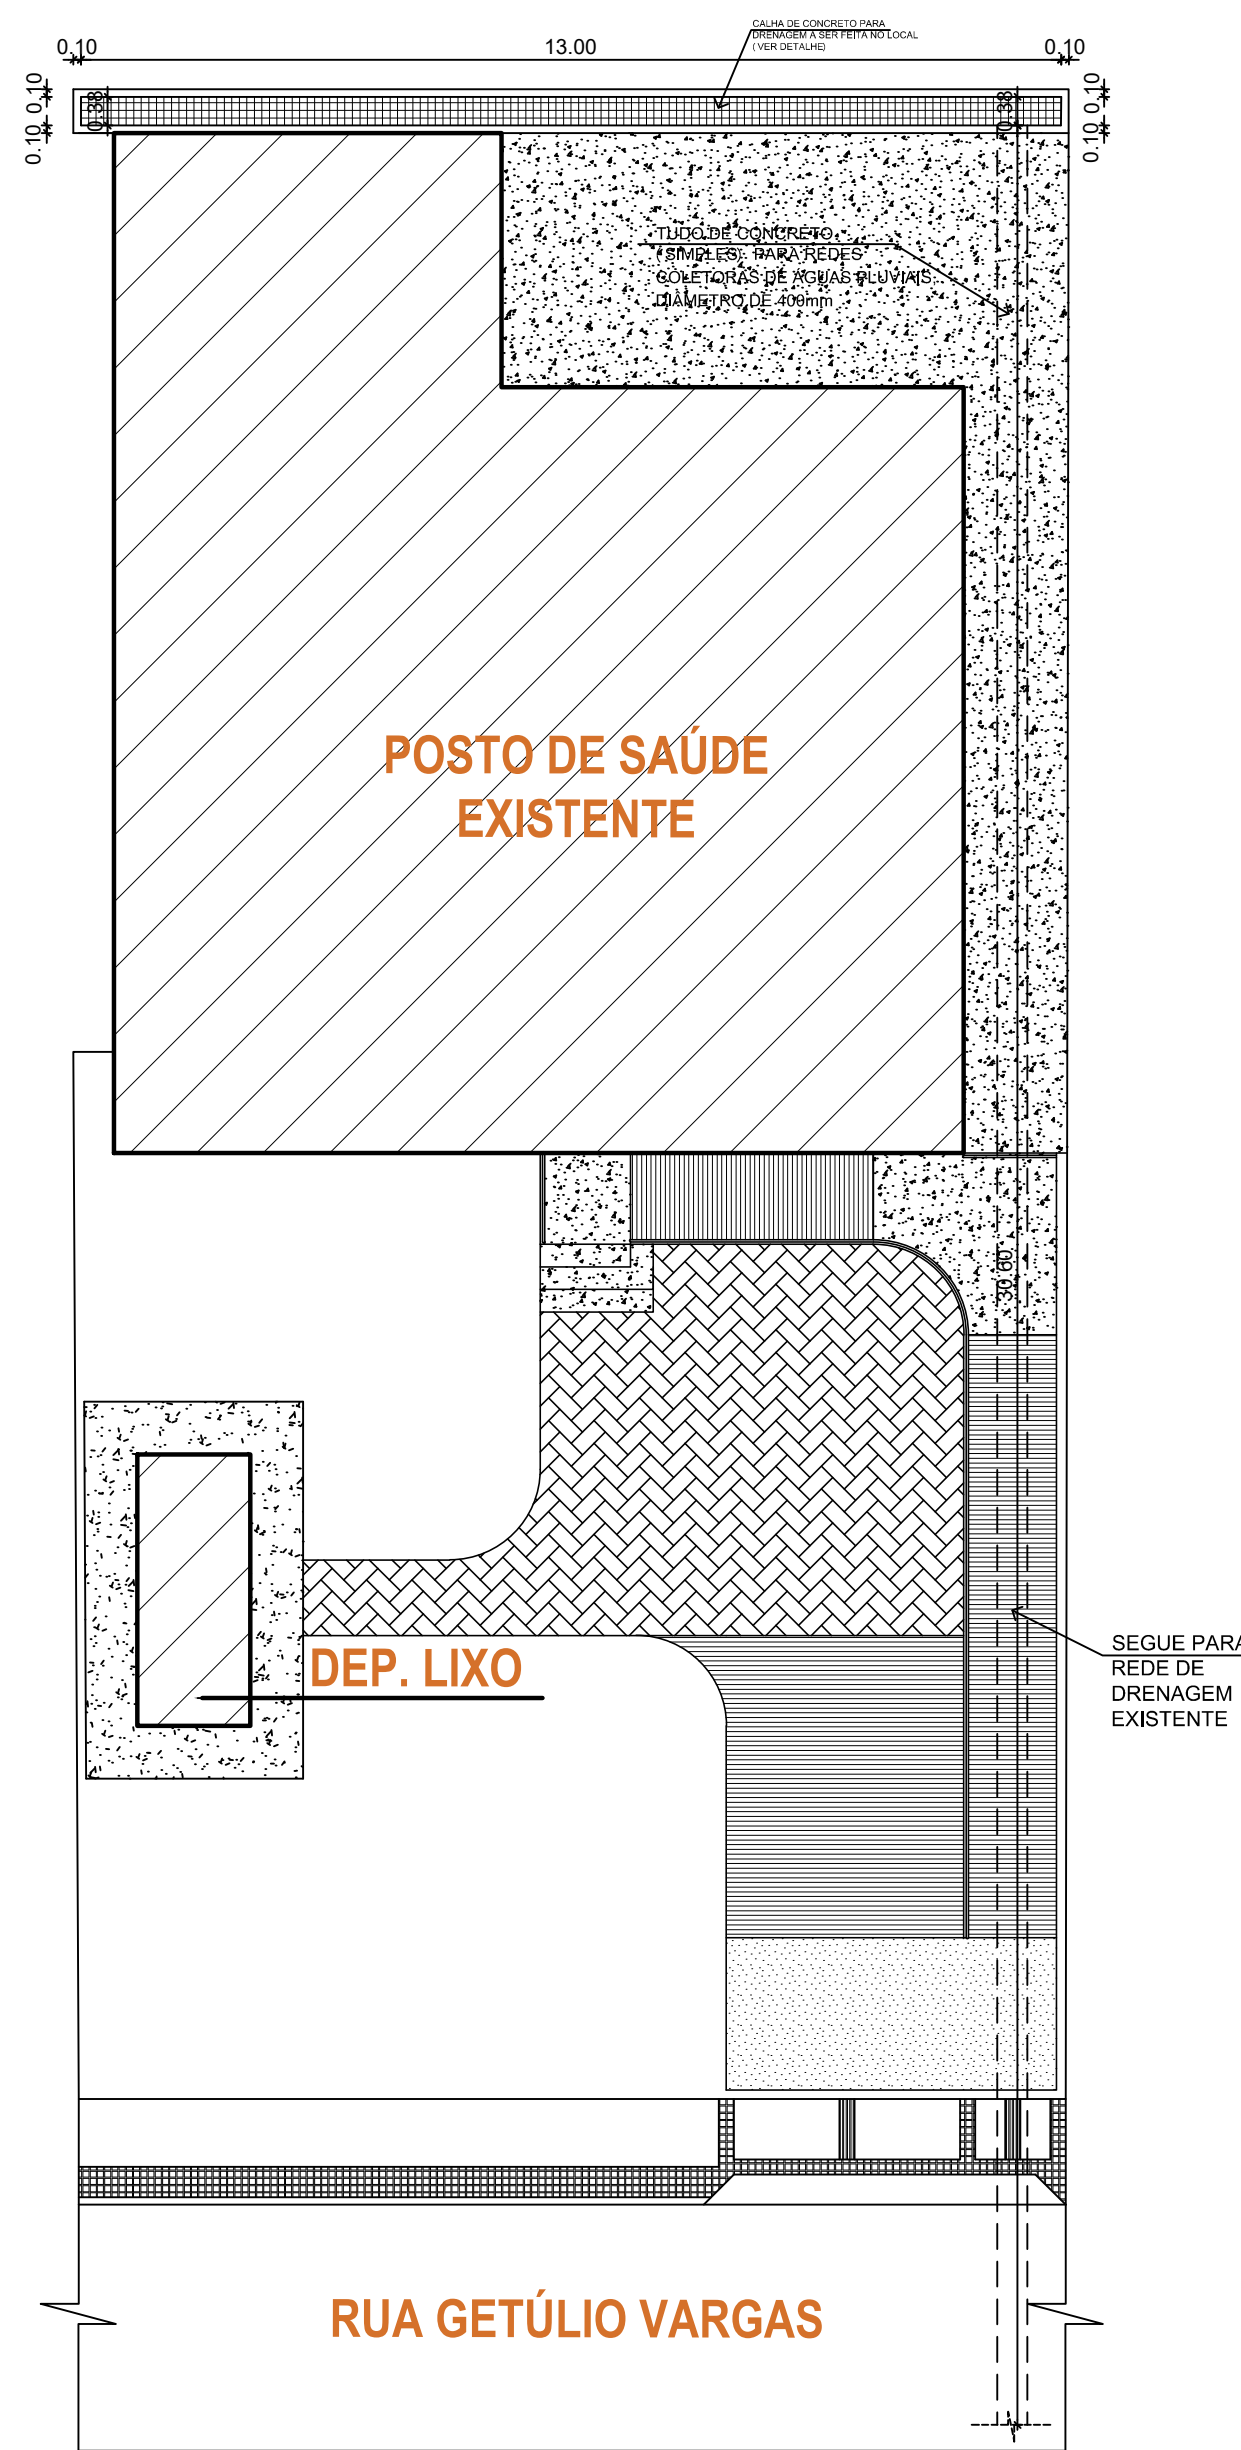 CALHA DE CONCRETO PARA
DRENAGEM A SER FEITA NO LOCAL
( VER DETALHE)
0.10
13.00
0.10
0.10
0.10
0.38
0.38
0.10
0.10
TUDO DE CONCRETO
( SIMPLES) PARA REDES
COLETORAS DE AGUAS PLUVIAIS
DIÂMETRO DE 400mm
POSTO DE SAÚDE
EXISTENTE
30.60
SEGUE PARA
REDE DE
DRENAGEM
EXISTENTE
DEP. LIXO
RUA GETÚLIO VARGAS